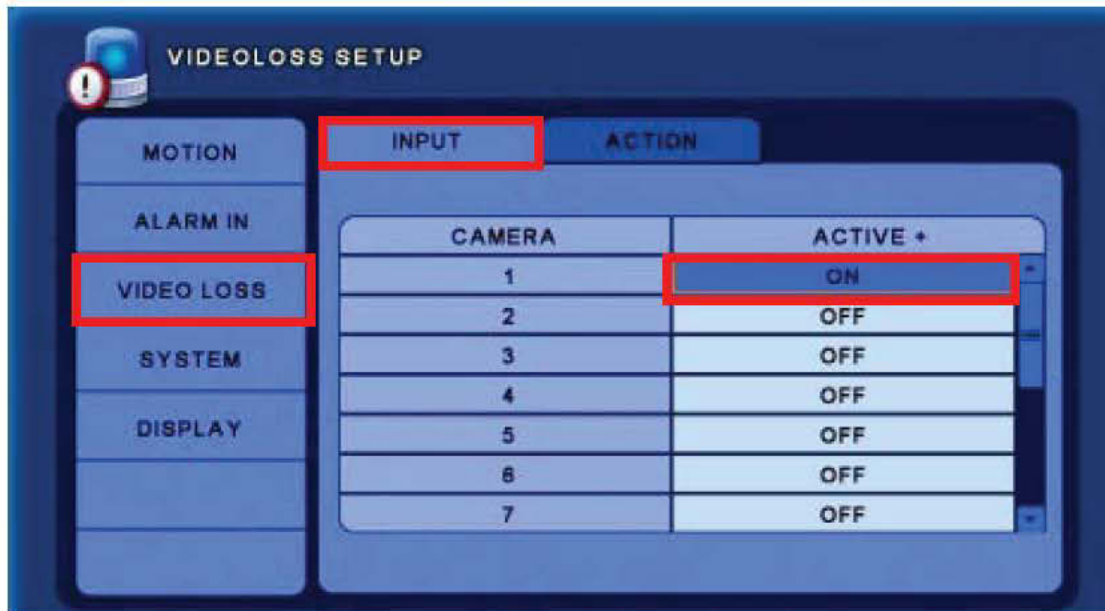 VIDEOLOSS SETUP
MOTION
ALARM IN
VIDEO LOSS
SYSTEM
DISPLAY
INPUT ACTION
CAMERA ACTIVE +
1 ON
2 OFF
3 OFF
4 OFF
5 OFF
6 OFF
7 OFF